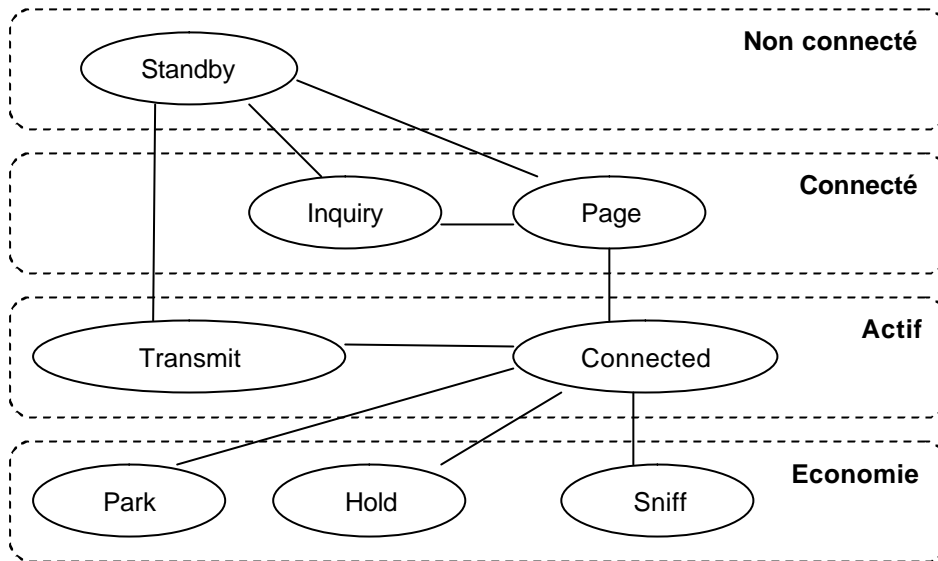 Non connecté
Standby
Connecté
Inquiry
Page
Actif
Transmit
Connected
Economie
Park
Hold
Sniff